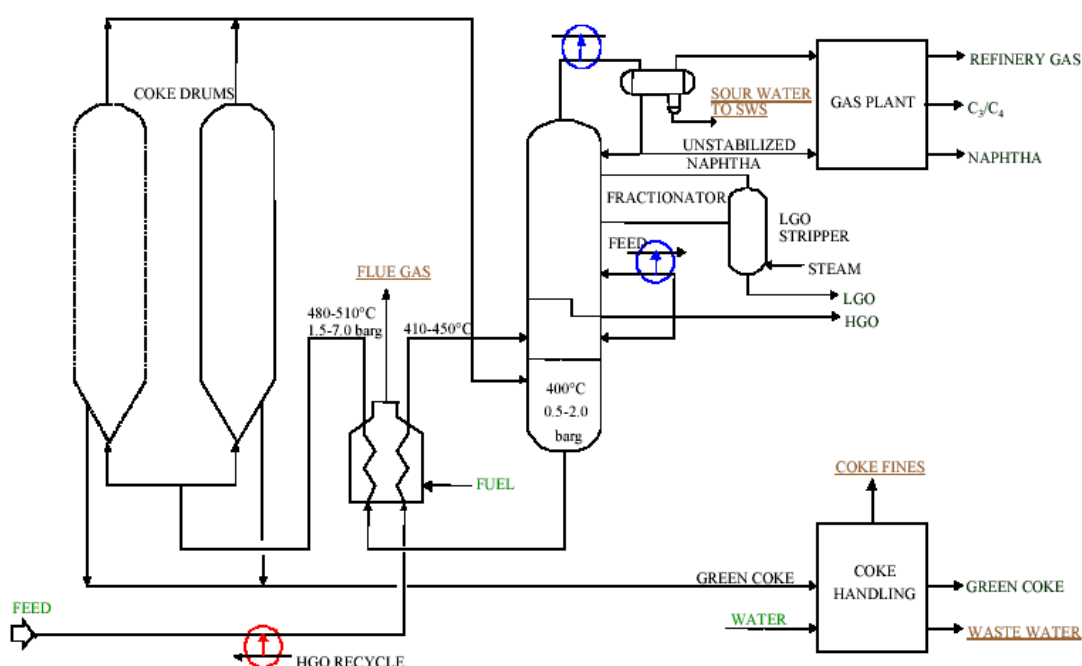 COKE DRUMS
SOUR WATER
TO SWS
GAS PLANT
REFINERY GAS
C₃/C₄
NAPHTHA
UNSTABILIZED
NAPHTHA
FRACTIONATOR
LGO
STRIPPER
FEED
STEAM
LGO
HGO
FLUE GAS
480-510°C
1.5-7.0 barg
410-450°C
400°C
0.5-2.0
barg
FUEL
COKE FINES
GREEN COKE
COKE
HANDLING
GREEN COKE
FEED
WATER
WASTE WATER
HGO RECYCLE